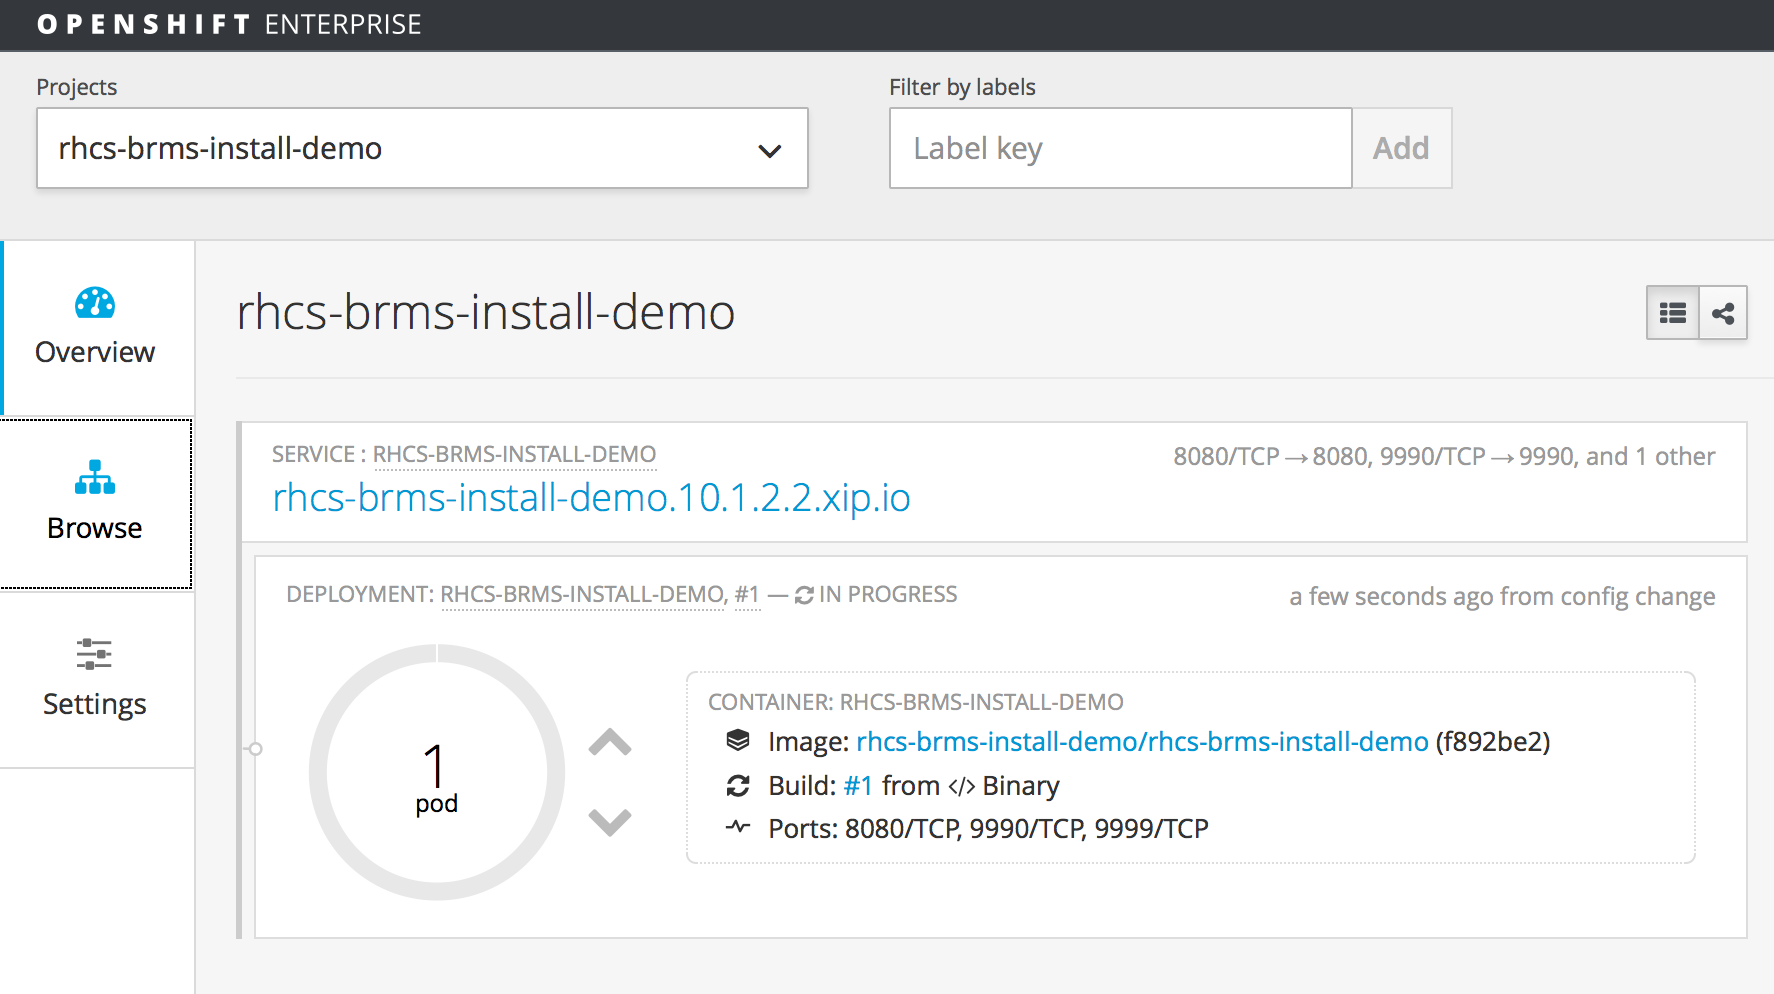 OPENSHIFT ENTERPRISE
Projects
Filter by labels
rhcs-brms-install-demo
Label key
Add
Overview
Browse
Settings
rhcs-brms-install-demo
SERVICE : RHCS-BRMS-INSTALL-DEMO
8080/TCP→8080, 9990/TCP→9990, and 1 other
rhcs-brms-install-demo.10.1.2.2.xip.io
DEPLOYMENT: RHCS-BRMS-INSTALL-DEMO, #1 — IN PROGRESS
a few seconds ago from config change
1
pod
CONTAINER: RHCS-BRMS-INSTALL-DEMO
Image: rhcs-brms-install-demo/rhcs-brms-install-demo (f892be2)
Build: #1 from </> Binary
Ports: 8080/TCP, 9990/TCP, 9999/TCP